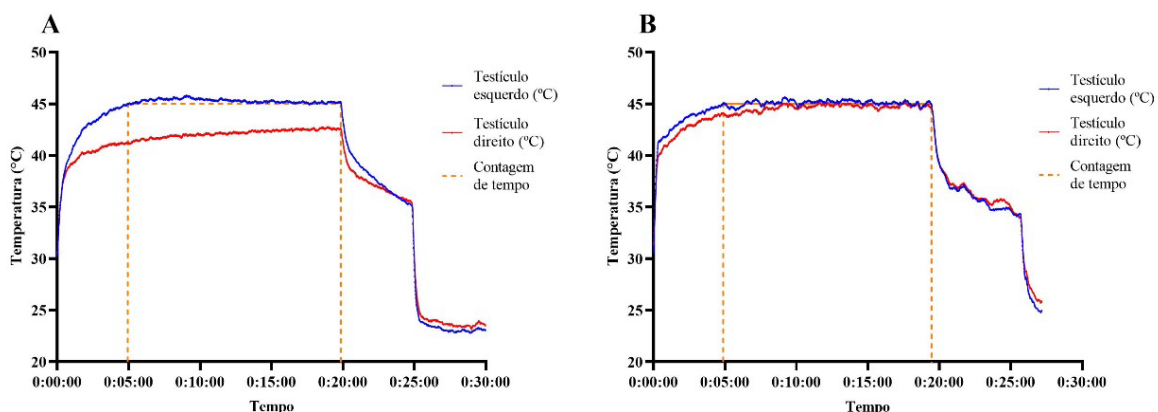 A
50
45
40
35
30
25
20
Temperatura (°C)
0:00:00 0:05:00 0:10:00 0:15:00 0:20:00 0:25:00 0:30:00
Tempo
Testículo
esquerdo (ºC)
Testículo
direito (ºC)
Contagem
de tempo
B
50
45
40
35
30
25
20
Temperatura (°C)
0:00:00 0:05:00 0:10:00 0:15:00 0:20:00 0:25:00 0:30:00
Tempo
Testículo
esquerdo (ºC)
Testículo
direito (ºC)
Contagem
de tempo